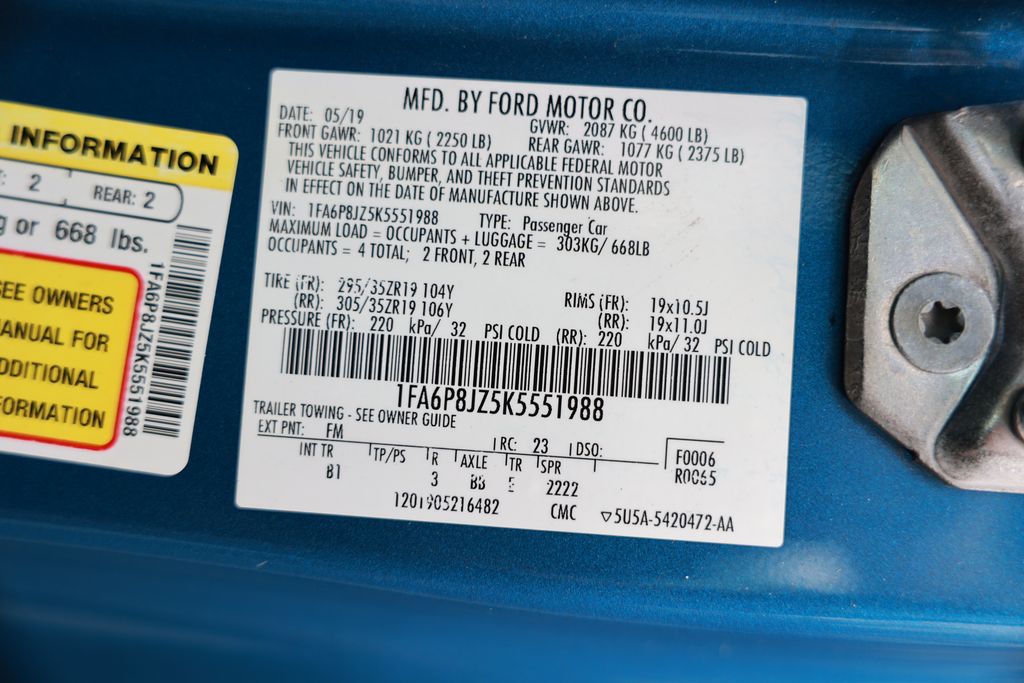 INFORMATION
2 REAR: 2
or 668 lbs.
SEE OWNERS
MANUAL FOR
ADDITIONAL
INFORMATION
1FA6P8JZ5K5551988
MFD. BY FORD MOTOR CO.
DATE: 05/19 GVWR: 2087 KG ( 4600 LB)
FRONT GAWR: 1021 KG ( 2250 LB) REAR GAWR: 1077 KG ( 2375 LB)
THIS VEHICLE CONFORMS TO ALL APPLICABLE FEDERAL MOTOR
VEHICLE SAFETY, BUMPER, AND THEFT PREVENTION STANDARDS
IN EFFECT ON THE DATE OF MANUFACTURE SHOWN ABOVE.
VIN: 1FA6P8JZ5K5551988 TYPE: Passenger Car
MAXIMUM LOAD = OCCUPANTS + LUGGAGE = 303KG/ 668LB
OCCUPANTS = 4 TOTAL; 2 FRONT, 2 REAR
TIRE (FR): 295/35ZR19 104Y RIMS (FR): 19x10.5J
(RR): 305/35ZR19 106Y (RR): 19x11.0J
PRESSURE (FR): 220 kPa/ 32 PSI COLD (RR): 220 kPa/ 32 PSI COLD
1FA6P8JZ5K5551988
TRAILER TOWING - SEE OWNER GUIDE
EXT PNT: FM RC: 23 DSO: F0006
INT TR TP/PS R AXLE TR SPR R0065
B1 3 BB 2222
1201905216482 CMC ▽5U5A-5420472-AA